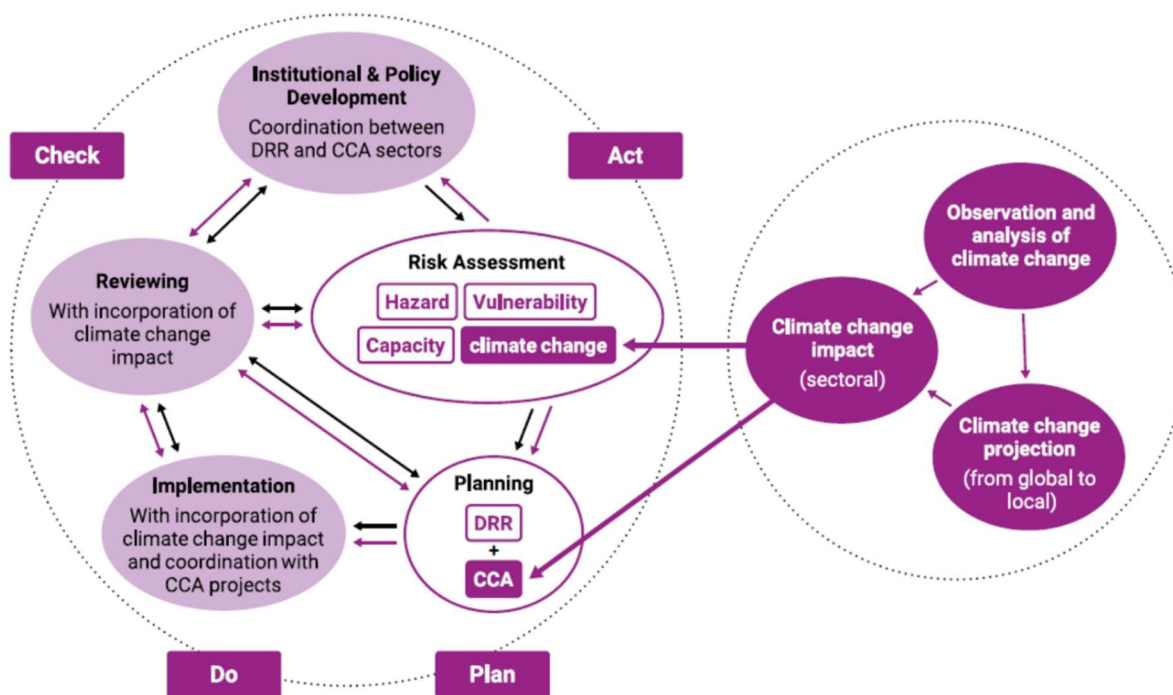 Institutional & Policy
Development
Coordination between
DRR and CCA sectors
Check
Act
Reviewing
With incorporation of
climate change
impact
Risk Assessment
Hazard
Vulnerability
Capacity
climate change
Implementation
With incorporation of
climate change impact
and coordination with
CCA projects
Planning
DRR
+
CCA
Do
Plan
Observation and
analysis of
climate change
Climate change
impact
(sectoral)
Climate change
projection
(from global to
local)